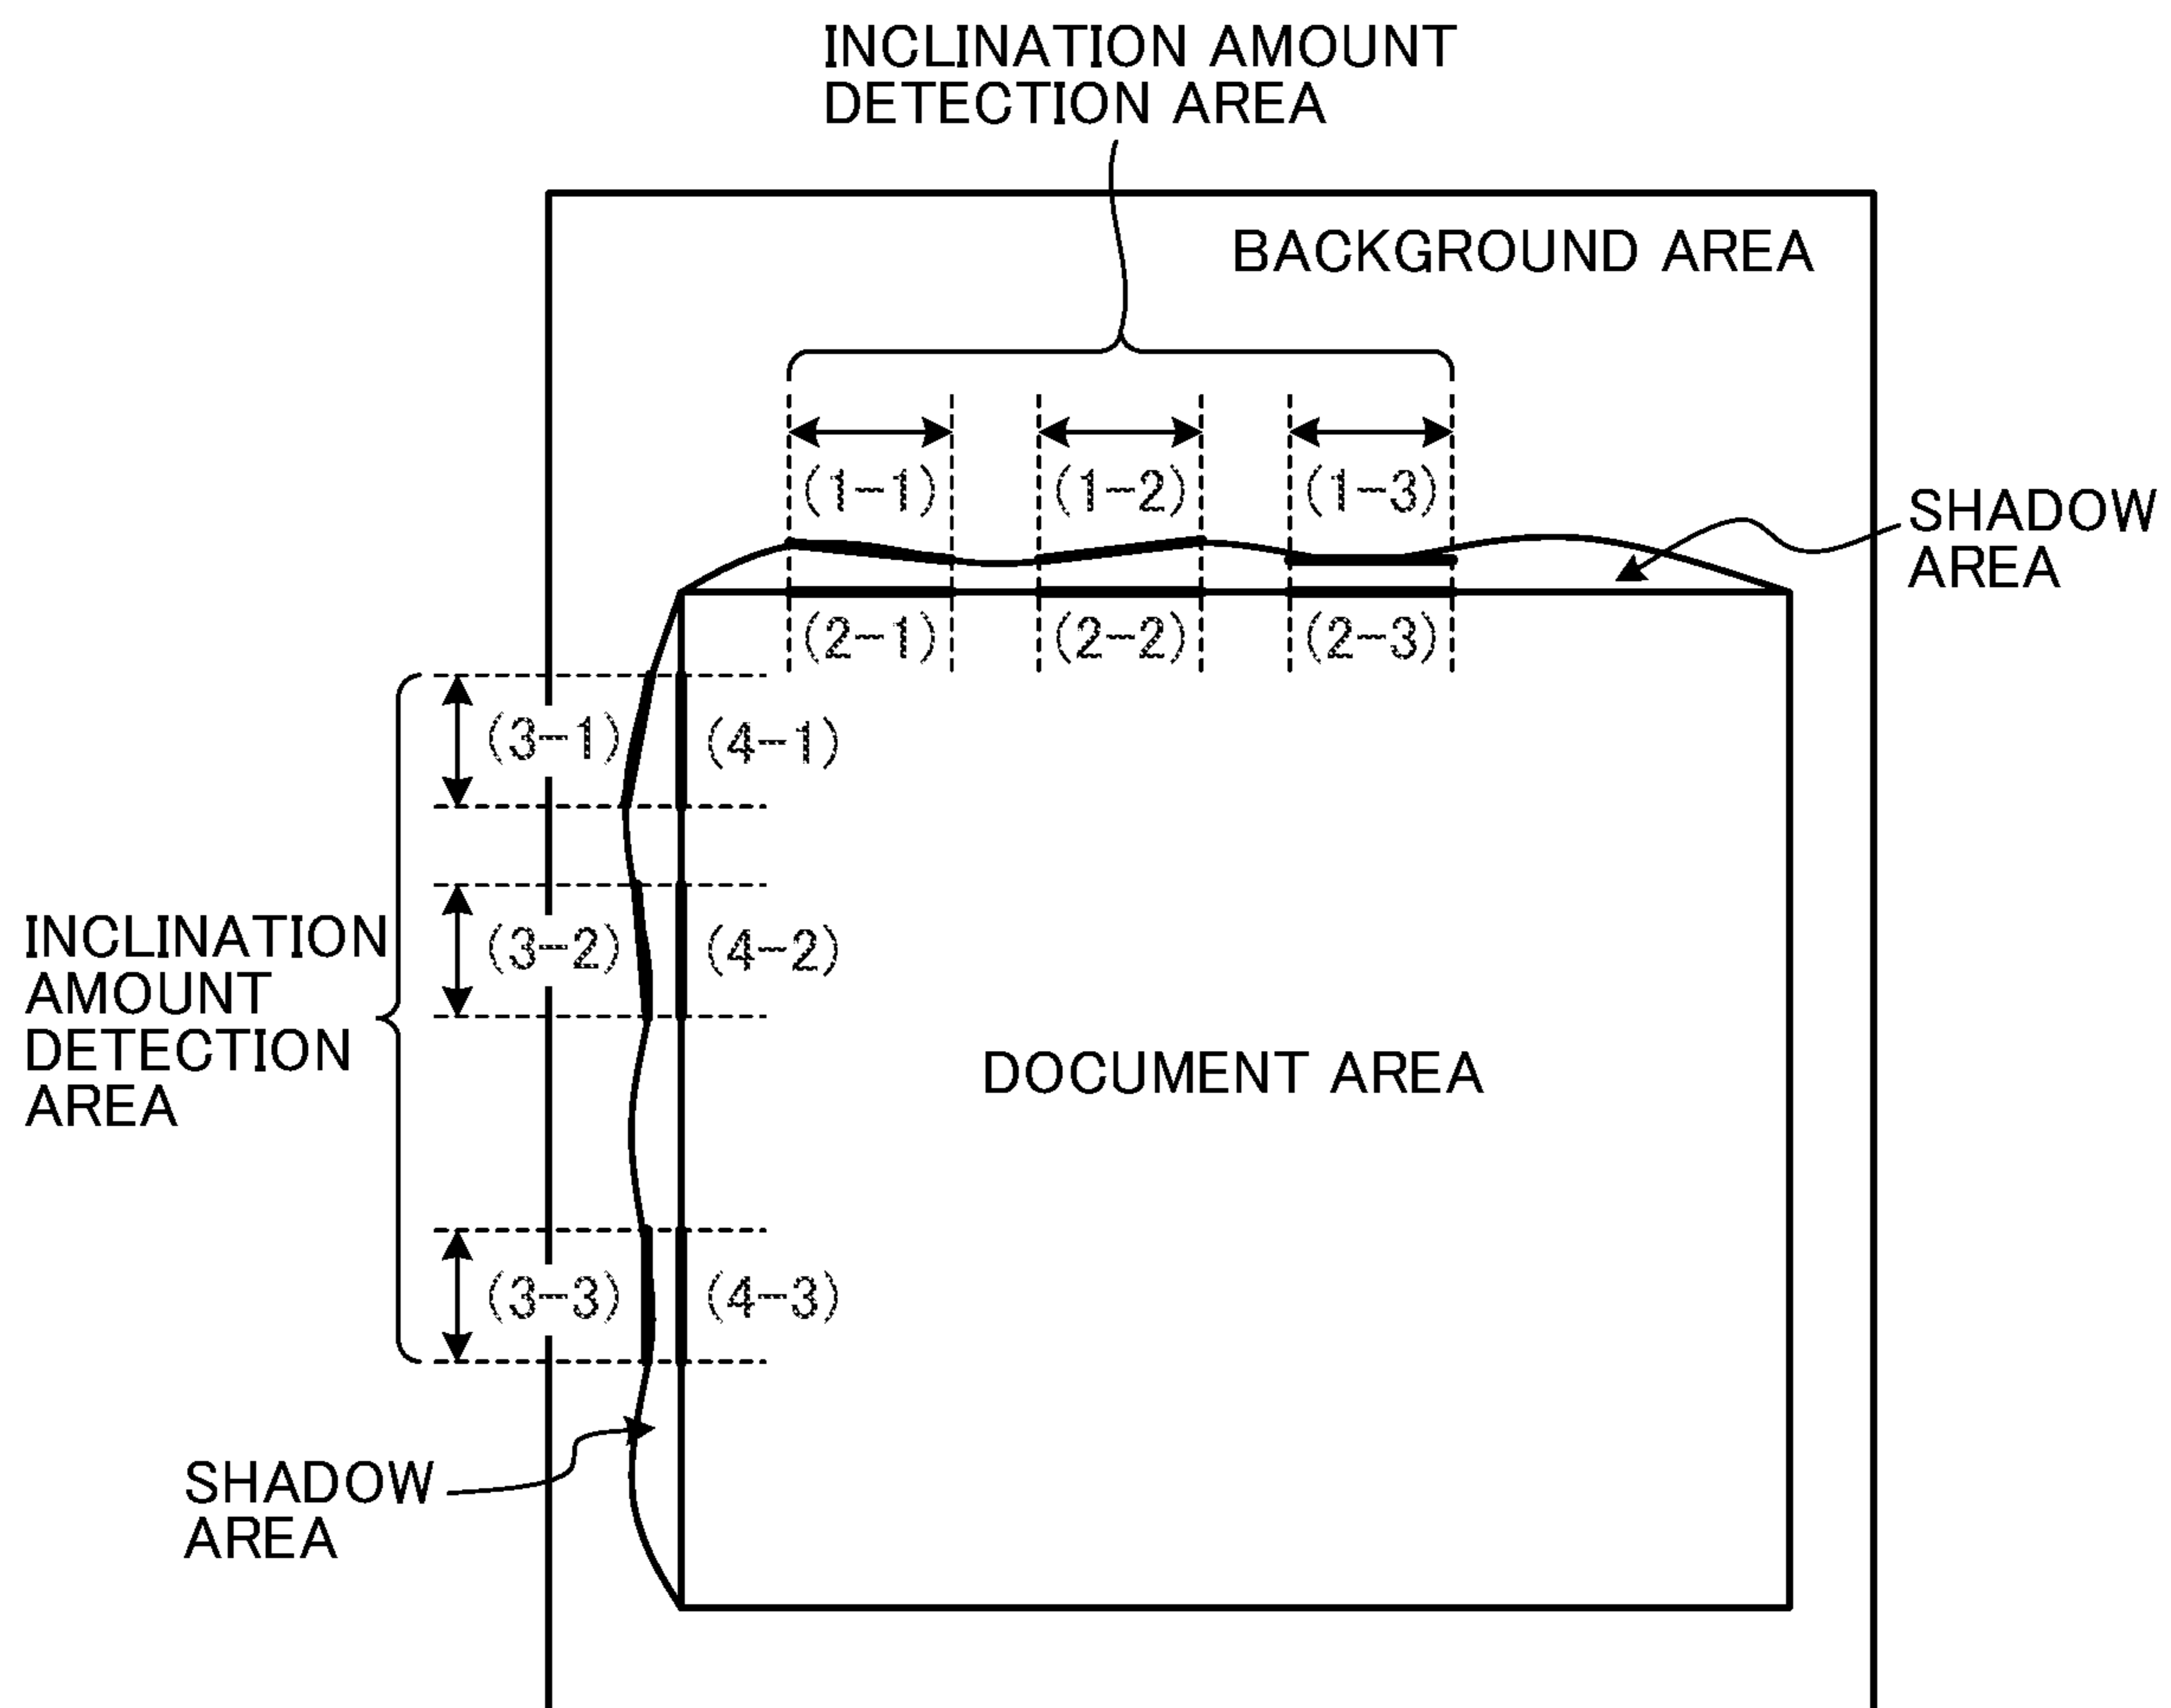 INCLINATION AMOUNT
DETECTION AREA
BACKGROUND AREA
(1-1)
(1-2)
(1-3)
SHADOW
AREA
(2-1)
(2-2)
(2-3)
(3-1)
(4-1)
(3-2)
(4-2)
INCLINATION
AMOUNT
DETECTION
AREA
DOCUMENT AREA
(3-3)
(4-3)
SHADOW
AREA